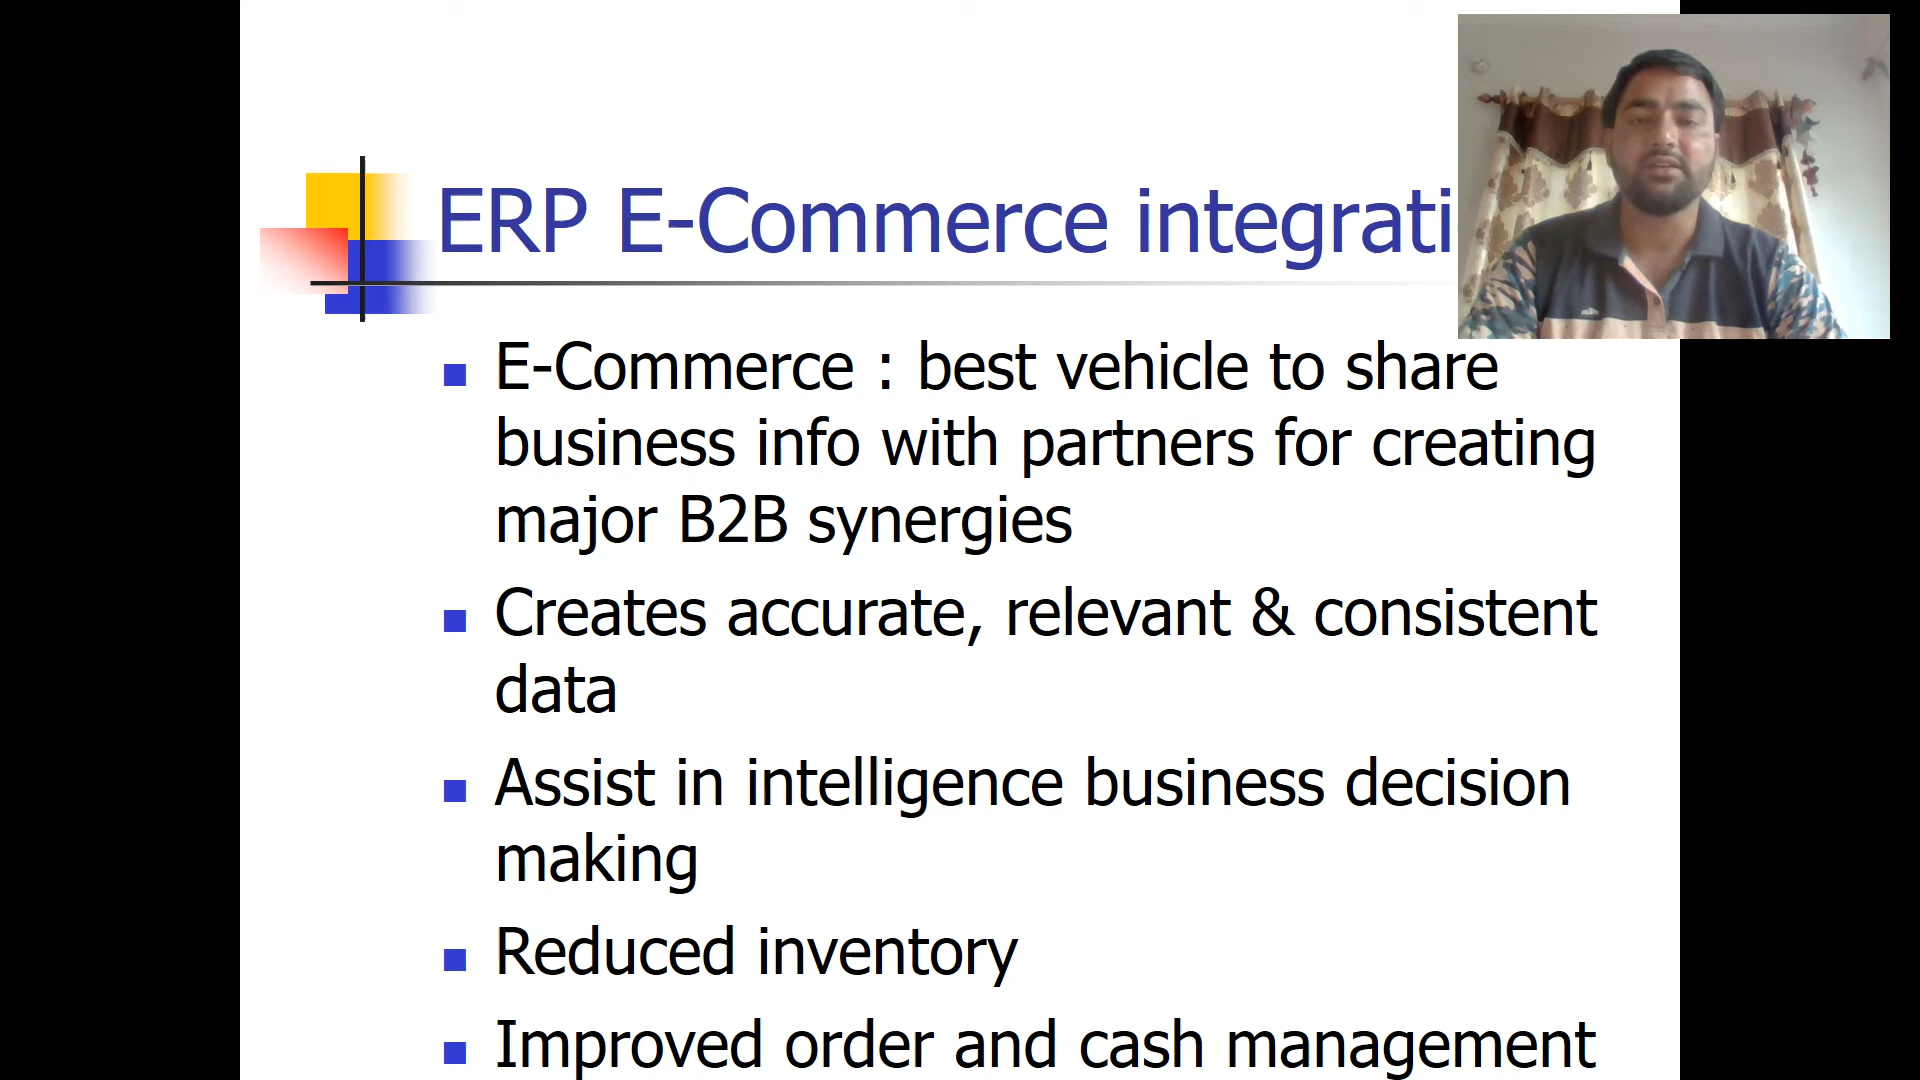 ERP E-Commerce
E-Commerce : best vehicle to share
business info with partners for creating
major B2B synergies
Creates accurate, relevant & consistent
data
Assist in intelligence business decision
making
Reduced inventory
Improved order and cash management